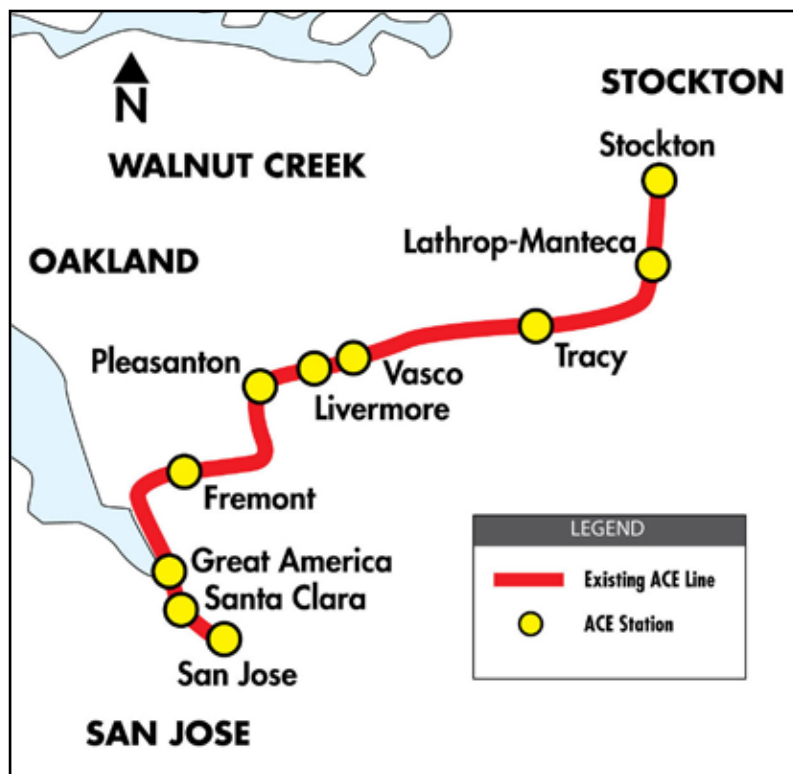 STOCKTON
N
Stockton
WALNUT CREEK
Lathrop-Manteca
OAKLAND
Pleasanton
Vasco
Tracy
Livermore
Fremont
LEGEND
Great America
Existing ACE Line
Santa Clara
ACE Station
San Jose
SAN JOSE